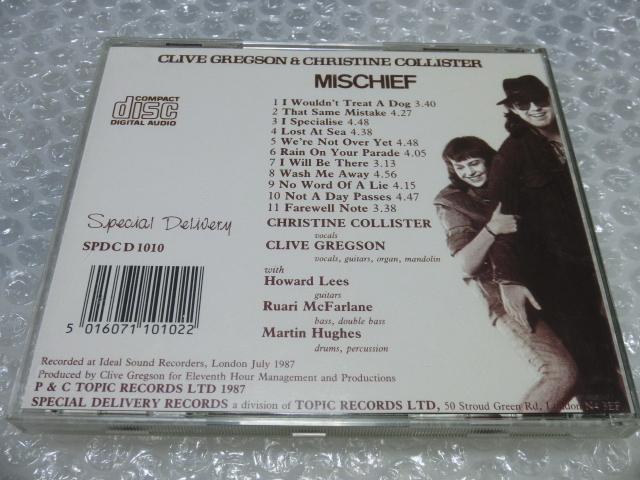 CLIVE GREGSON & CHRISTINE COLLISTER
MISCHIEF
COMPACT
disc
DIGITAL AUDIO
1 I Wouldn't Treat A Dog 3.40
2 That Same Mistake 4.27
3 I Specialise 4.48
4 Lost At Sea 4.38
5 We're Not Over Yet 4.48
6 Rain On Your Parade 4.05
7 I Will Be There 3.13
8 Wash Me Away 4.56
9 No Word Of A Lie 4.15
10 Not A Day Passes 4.47
11 Farewell Note 3.38
Special Delivery
SPDC D 1010
CHRISTINE COLLISTER
vocals
CLIVE GREGSON
vocals, guitars, organ, mandolin
with
Howard Lees
guitars
Ruari McFarlane
bass, double bass
Martin Hughes
drums, percussion
5 016071 101022
Recorded at Ideal Sound Recorders, London July 1987
Produced by Clive Gregson for Eleventh Hour Management and Productions
P & C TOPIC RECORDS LTD 1987
SPECIAL DELIVERY RECORDS a division of TOPIC RECORDS LTD, 50 Stroud Green Rd, London